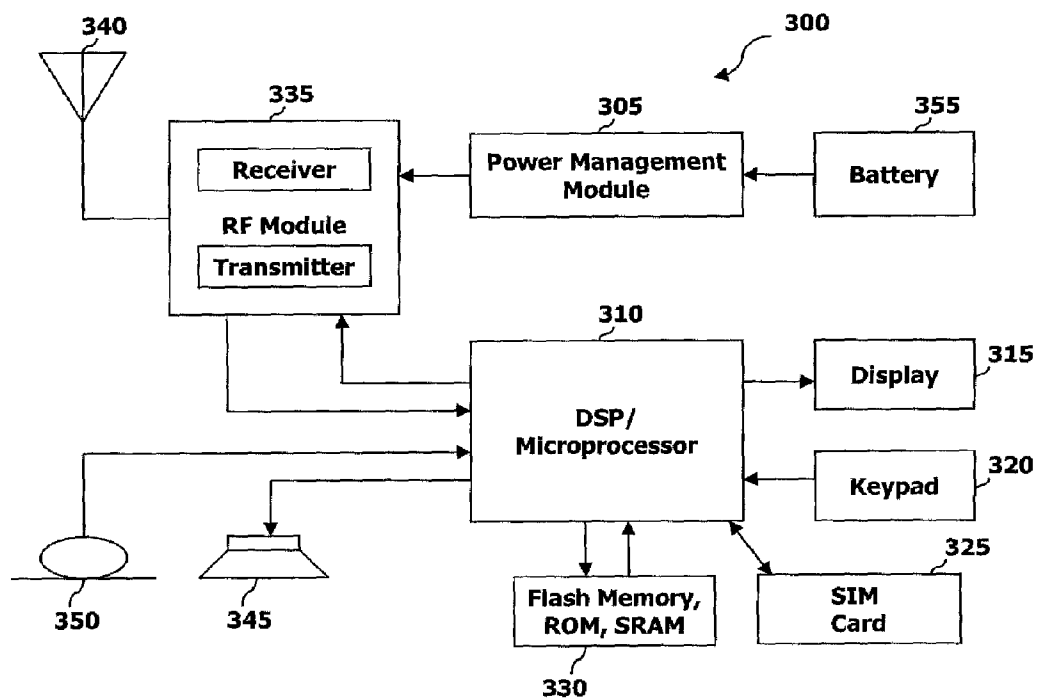 340
300
335
305
355
Receiver
RF Module
Transmitter
Power Management
Module
Battery
310
315
Display
DSP/
Microprocessor
320
Keypad
325
350
345
Flash Memory,
ROM, SRAM
SIM
Card
330